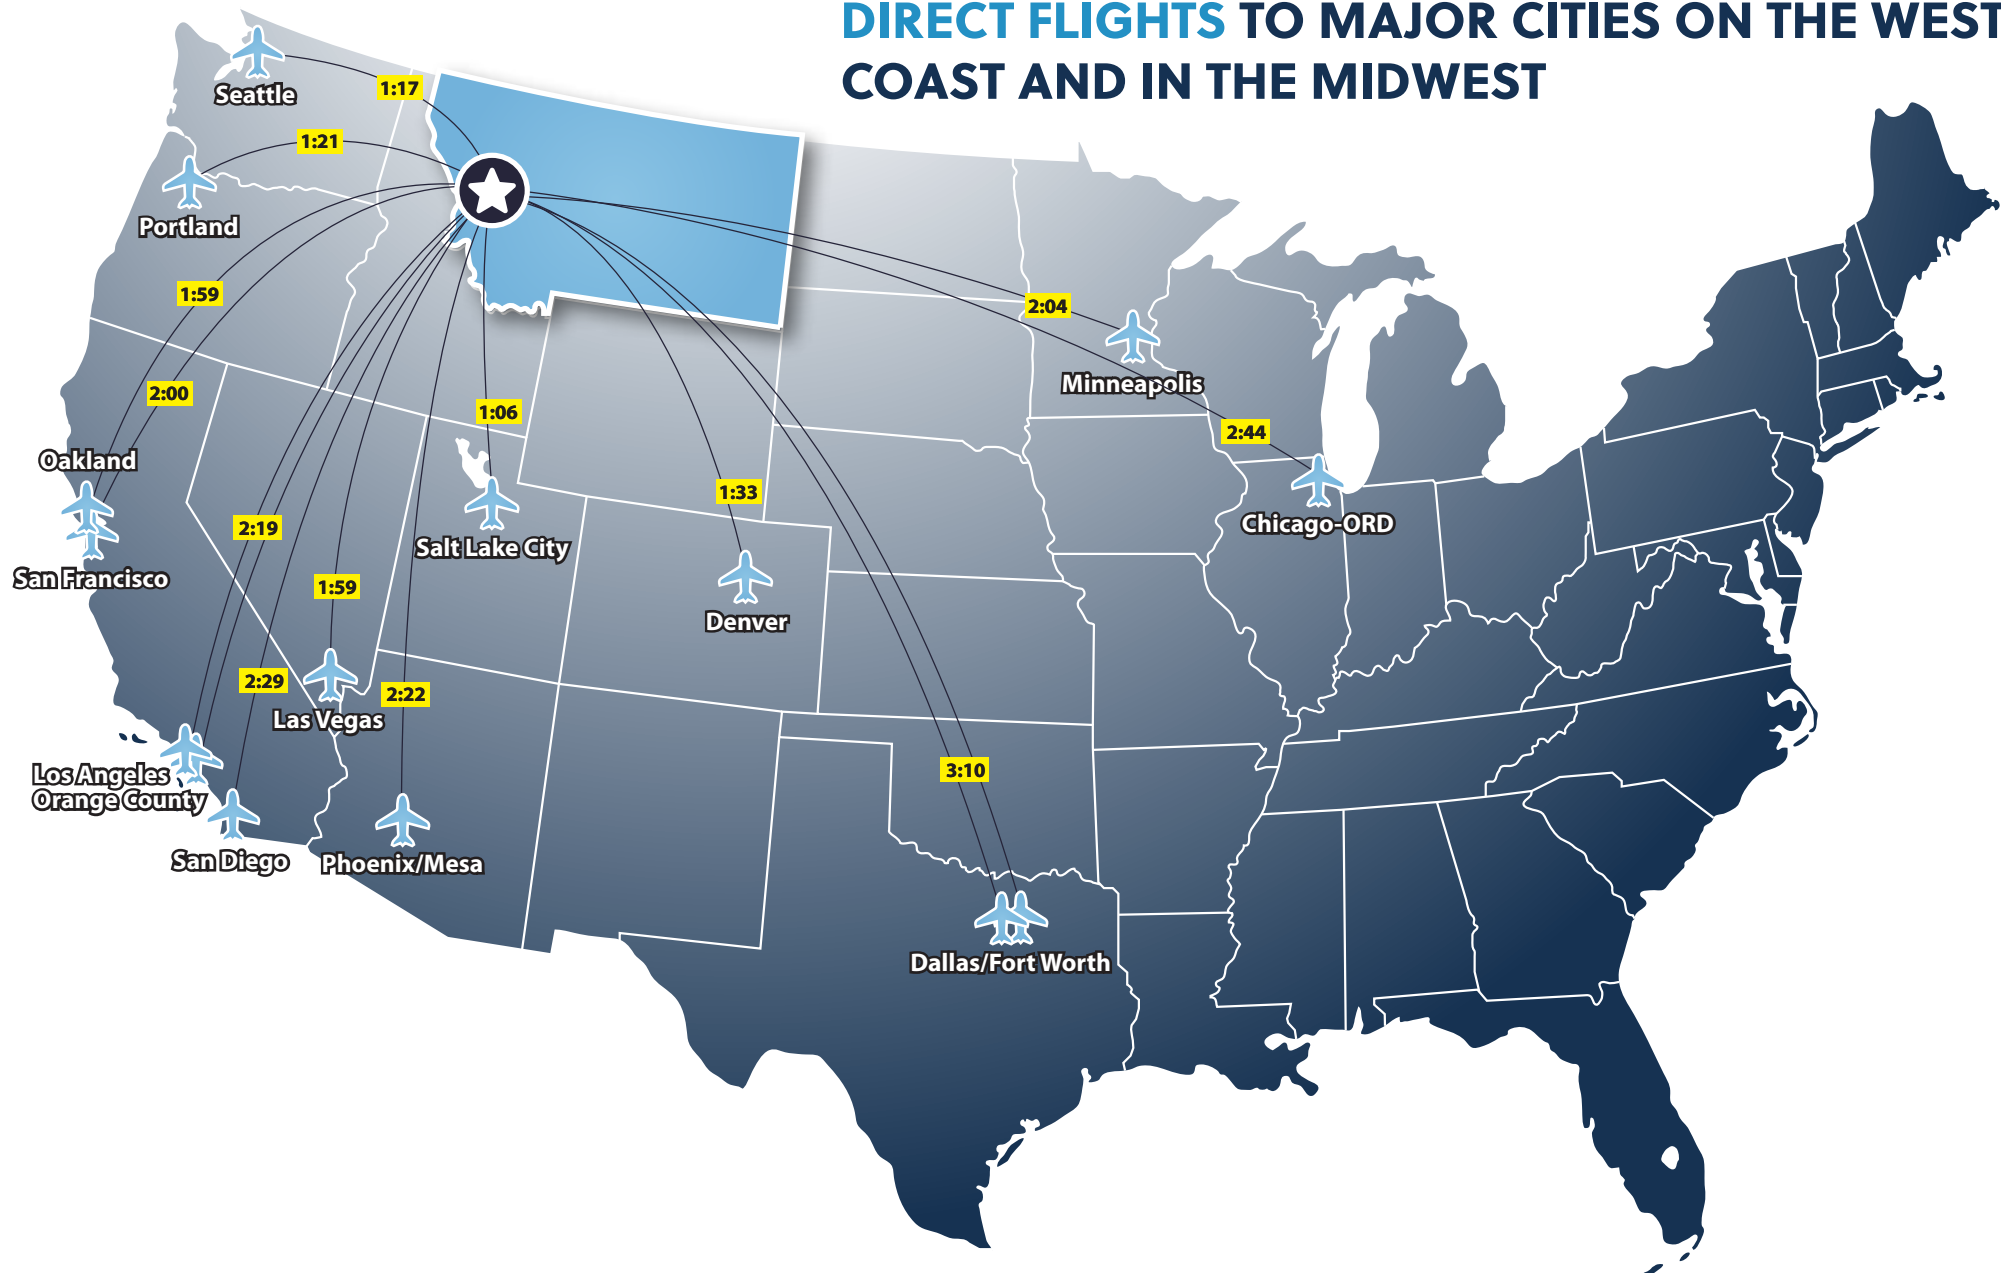 DIRECT FLIGHTS TO MAJOR CITIES ON THE WEST
COAST AND IN THE MIDWEST
Seattle
1:17
1:21
Portland
1:59
2:04
Minneapolis
2:00
1:06
2:44
Oakland
1:33
Chicago-ORD
2:19
Salt Lake City
San Francisco
1:59
Denver
2:29
2:22
Las Vegas
3:10
Los Angeles
Orange County
San Diego
Phoenix/Mesa
Dallas/Fort Worth